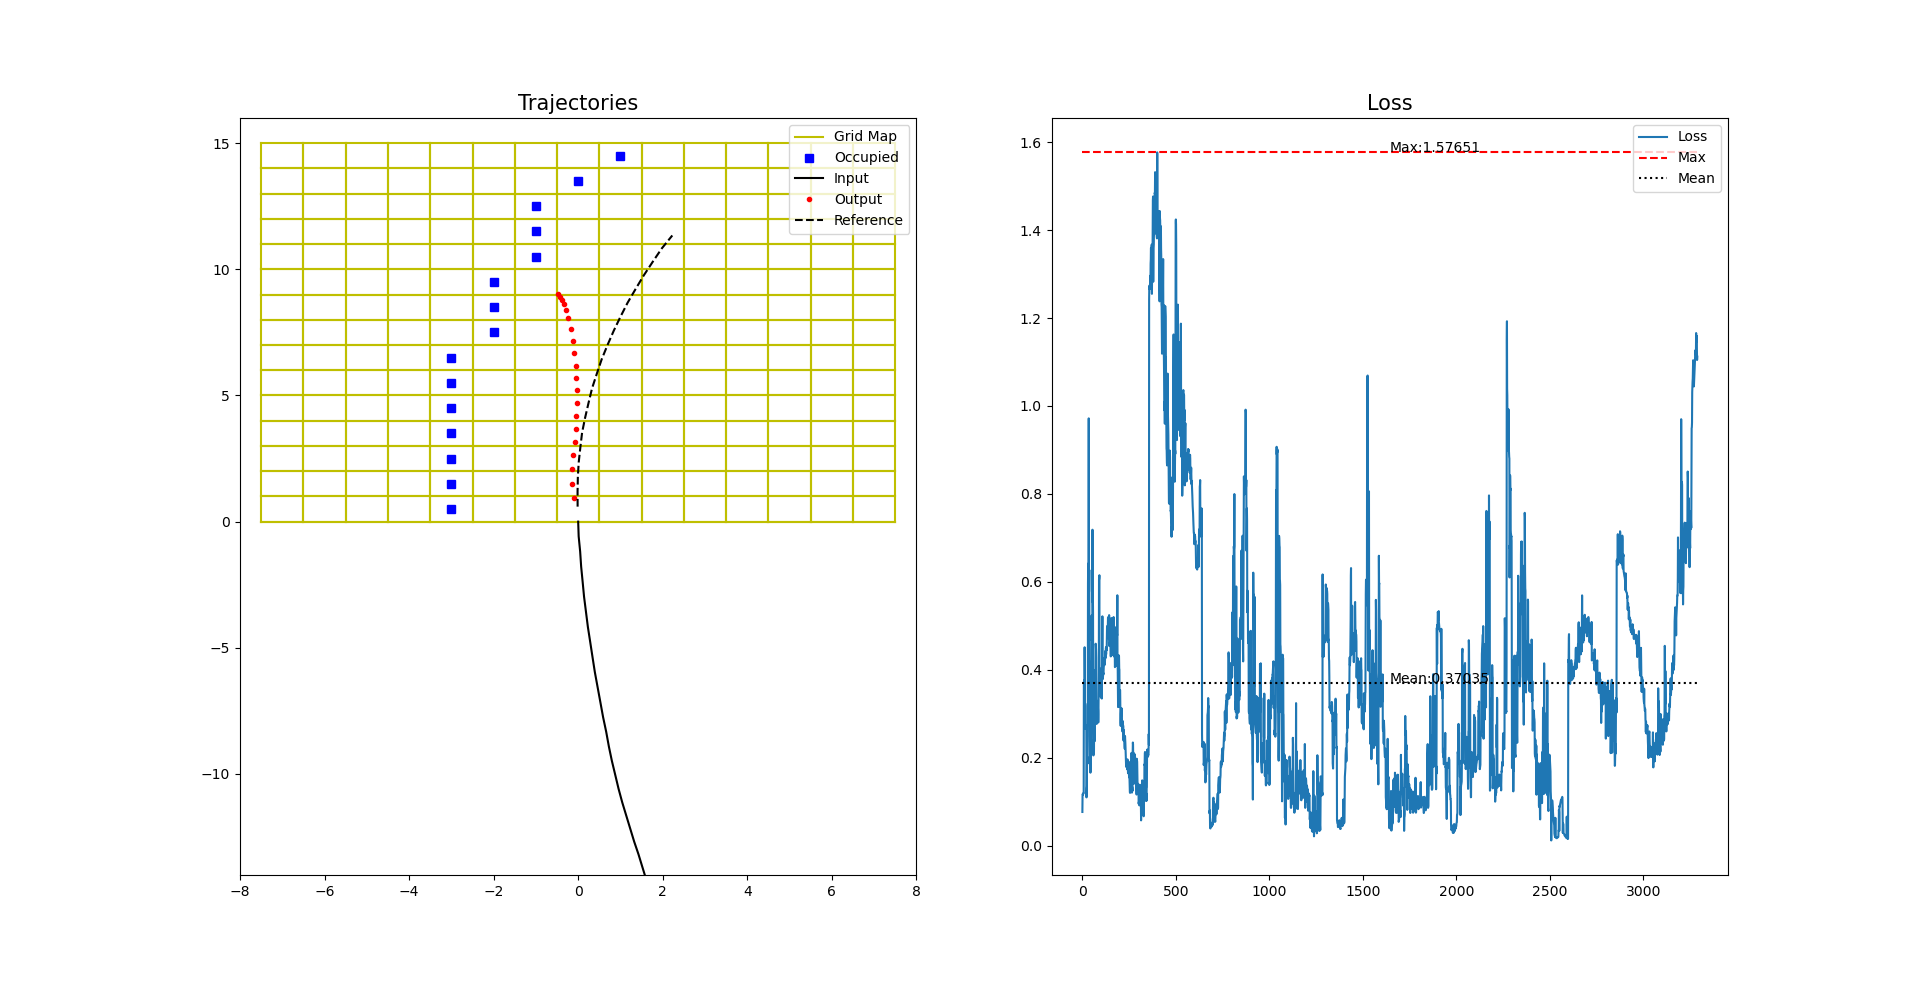 Trajectories
Grid Map
Occupied
Input
Output
Reference
15
10
5
0
−5
−10
−8
−6
−4
−2
0
2
4
6
8
Loss
Loss
Max
Mean
Max:1.57651
Mean:0.37035
1.6
1.4
1.2
1.0
0.8
0.6
0.4
0.2
0.0
0
500
1000
1500
2000
2500
3000